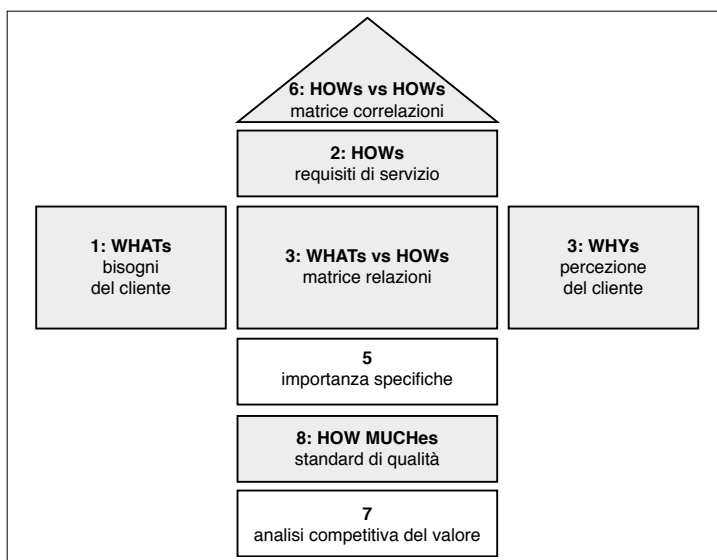 6: HOWs vs HOWs
matrice correlazioni
2: HOWs
requisiti di servizio
1: WHATs
bisogni
del cliente
3: WHATs vs HOWs
matrice relazioni
3: WHYs
percezione
del cliente
5
importanza specifiche
8: HOW MUCHes
standard di qualità
7
analisi competitiva del valore